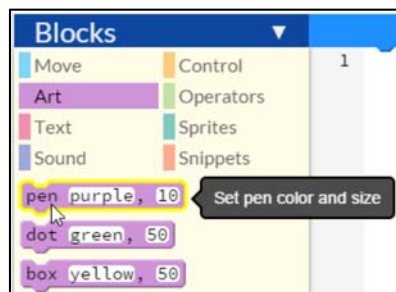 Blocks ▼
Move Control 1
Art Operators
Text Sprites
Sound Snippets
pen purple, 10 Set pen color and size
dot green, 50
box yellow, 50